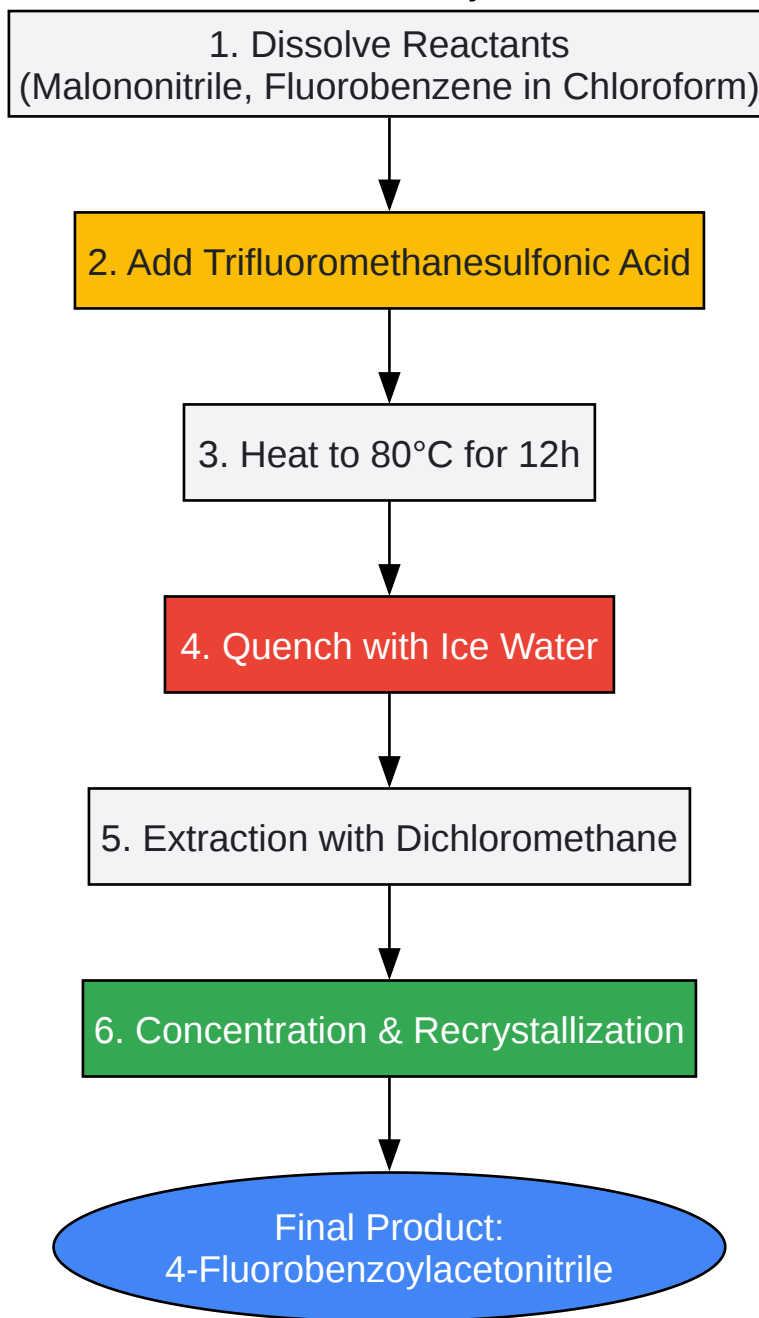 1. Dissolve Reactants
(Malononitrile, Fluorobenzene in Chloroform)
2. Add Trifluoromethanesulfonic Acid
3. Heat to 80°C for 12h
4. Quench with Ice Water
5. Extraction with Dichloromethane
6. Concentration & Recrystallization
Final Product:
4-Fluorobenzoylacetonitrile